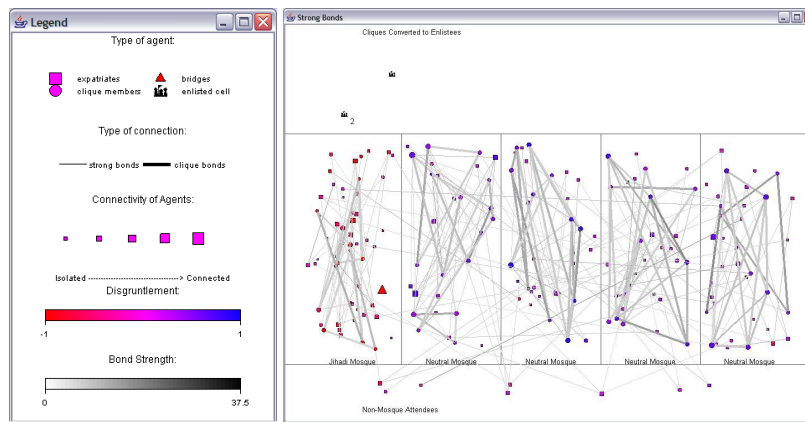 Legend
Type of agent:
expatriates
bridges
clique members
enlisted cell
Type of connection:
strong bonds
clique bonds
Connectivity of Agents:
Isolated ----------------------------> Connected
Disgruntlement:
-1
1
Bond Strength:
0
37.5
Strong Bonds
Cliques Converted to Enlistees
2
Jihadi Mosque
Neutral Mosque
Neutral Mosque
Neutral Mosque
Neutral Mosque
Non-Mosque Attendees